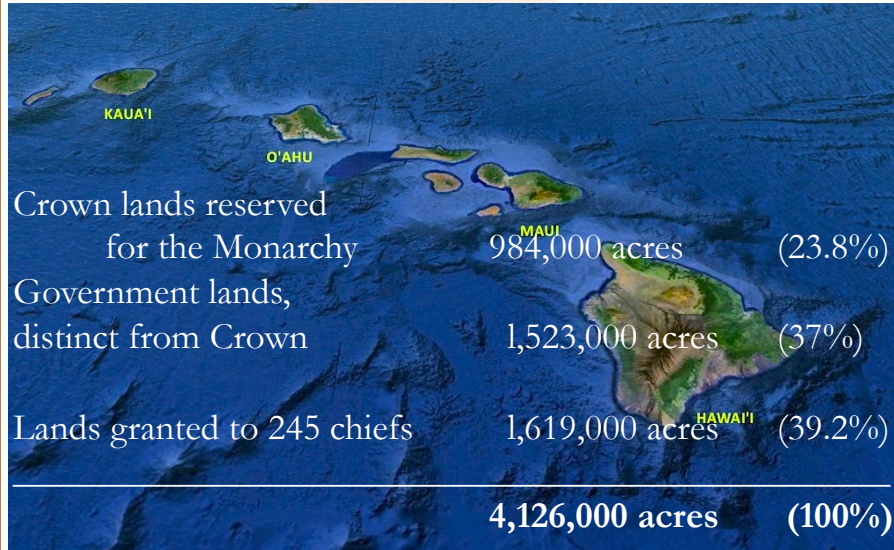 KAUA'I
O'AHU
Crown lands reserved
MAUI
for the Monarchy 984,000 acres (23.8%)
Government lands,
distinct from Crown 1,523,000 acres (37%)
HAWAI'I
Lands granted to 245 chiefs 1,619,000 acres (39.2%)
4,126,000 acres (100%)